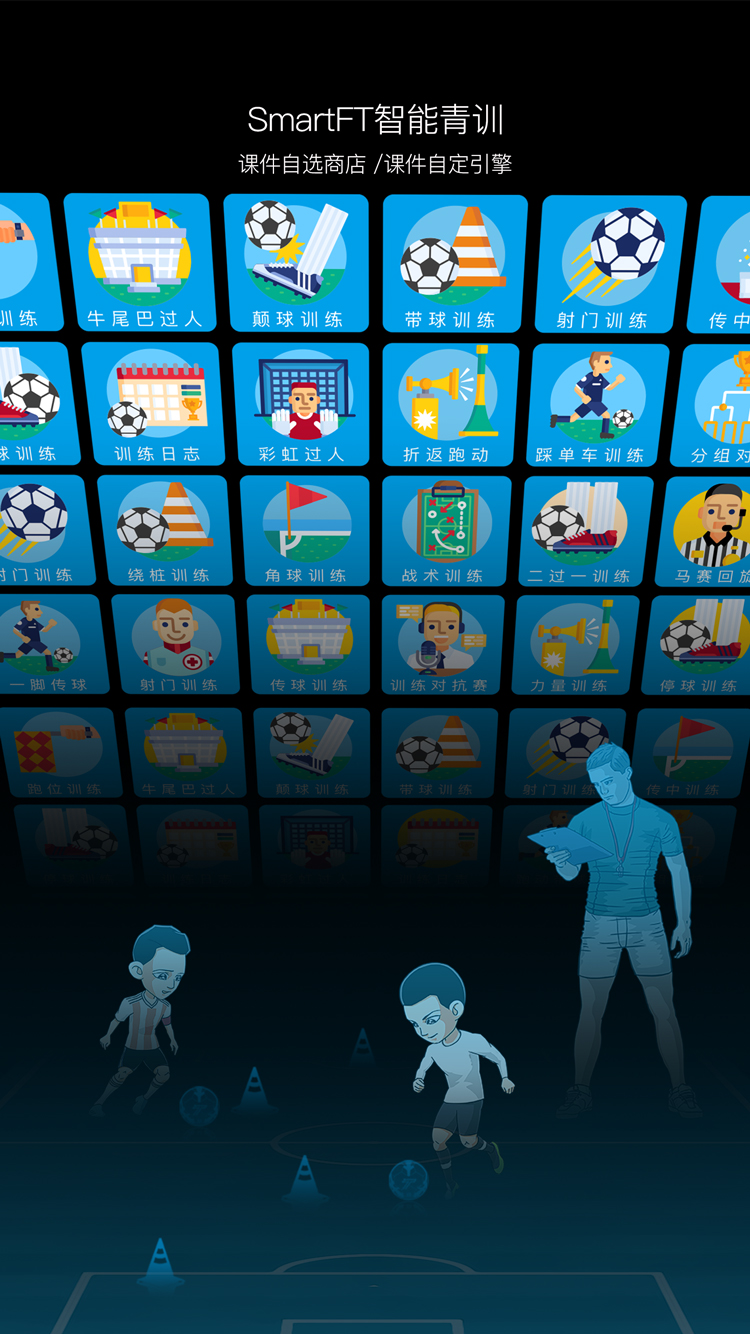 SmartFT智能青训
课件自选商店 /课件自定引擎
训练 牛尾巴过人 颠球训练 带球训练 射门训练 传中
球训练 训练日志 彩虹过人 折返跑动 踩单车训练 分组对
射门训练 绕桩训练 角球训练 战术训练 二过一训练 马赛回旋
一脚传球 射门训练 传球训练 训练对抗赛 力量训练 停球训练
跑位训练 牛尾巴过人 颠球训练 带球训练 射门训练 传中训练